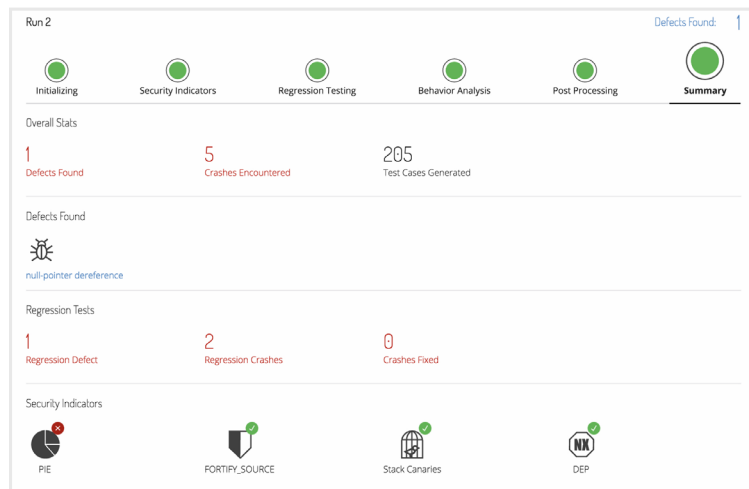 Run 2
Defects Found: 1
Initializing
Security Indicators
Regression Testing
Behavior Analysis
Post Processing
Summary
Overall Stats
1
Defects Found
5
Crashes Encountered
205
Test Cases Generated
Defects Found
null-pointer dereference
Regression Tests
1
Regression Defect
2
Regression Crashes
0
Crashes Fixed
Security Indicators
PIE
FORTIFY_SOURCE
Stack Canaries
NX
DEP